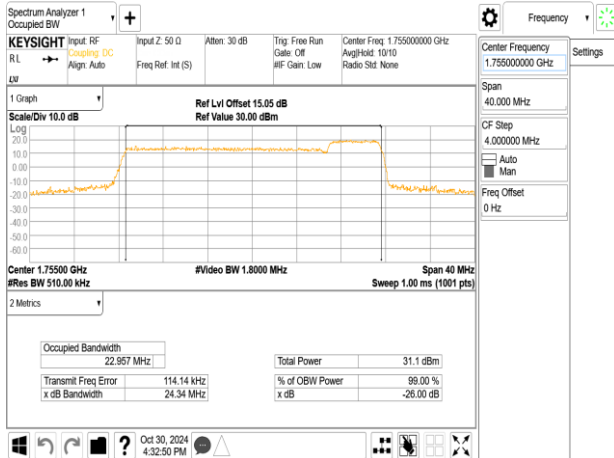 Spectrum Analyzer 1
Occupied BW
KEYSIGHT
R L
Input: RF
Coupling: DC
Align: Auto
Input Z: 50 Ω
Freq Ref: Int (S)
Atten: 30 dB
Trig: Free Run
Gate: Off
#IF Gain: Low
Center Freq: 1.755000000 GHz
Avg|Hold: 10/10
Radio Std: None
1 Graph
Scale/Div 10.0 dB
Ref Lvl Offset 15.05 dB
Ref Value 30.00 dBm
Log
20.0
10.0
0.00
-10.0
-20.0
-30.0
-40.0
-50.0
-60.0
Center 1.75500 GHz
#Res BW 510.00 kHz
#Video BW 1.8000 MHz
Span 40 MHz
Sweep 1.00 ms (1001 pts)
2 Metrics
Occupied Bandwidth
22.957 MHz
Transmit Freq Error 114.14 kHz
x dB Bandwidth 24.34 MHz
Total Power 31.1 dBm
% of OBW Power 99.00 %
x dB -26.00 dB
Oct 30, 2024
4:32:50 PM
Frequency
Center Frequency
1.755000000 GHz
Span
40.000 MHz
CF Step
4.000000 MHz
Auto
Man
Freq Offset
0 Hz
Settings